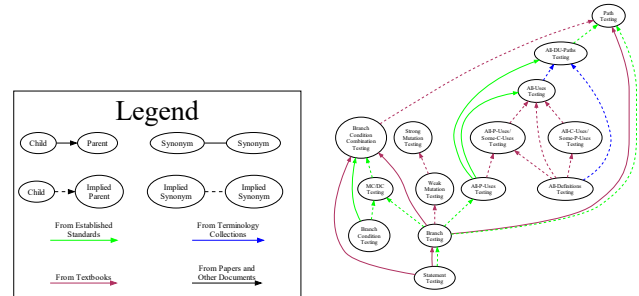 Legend
Child
Parent
Synonym
Synonym
Child
Implied
Parent
Implied
Synonym
Implied
Synonym
From Established
Standards
From Terminology
Collections
From Textbooks
From Papers and
Other Documents
Path
Testing
All-DU-Paths
Testing
All-Uses
Testing
Branch
Condition
Combination
Testing
Strong
Mutation
Testing
All-P-Uses/
Some-C-Uses
Testing
All-C-Uses/
Some-P-Uses
Testing
MC/DC
Testing
Weak
Mutation
Testing
All-P-Uses
Testing
All-Definitions
Testing
Branch
Condition
Testing
Branch
Testing
Statement
Testing